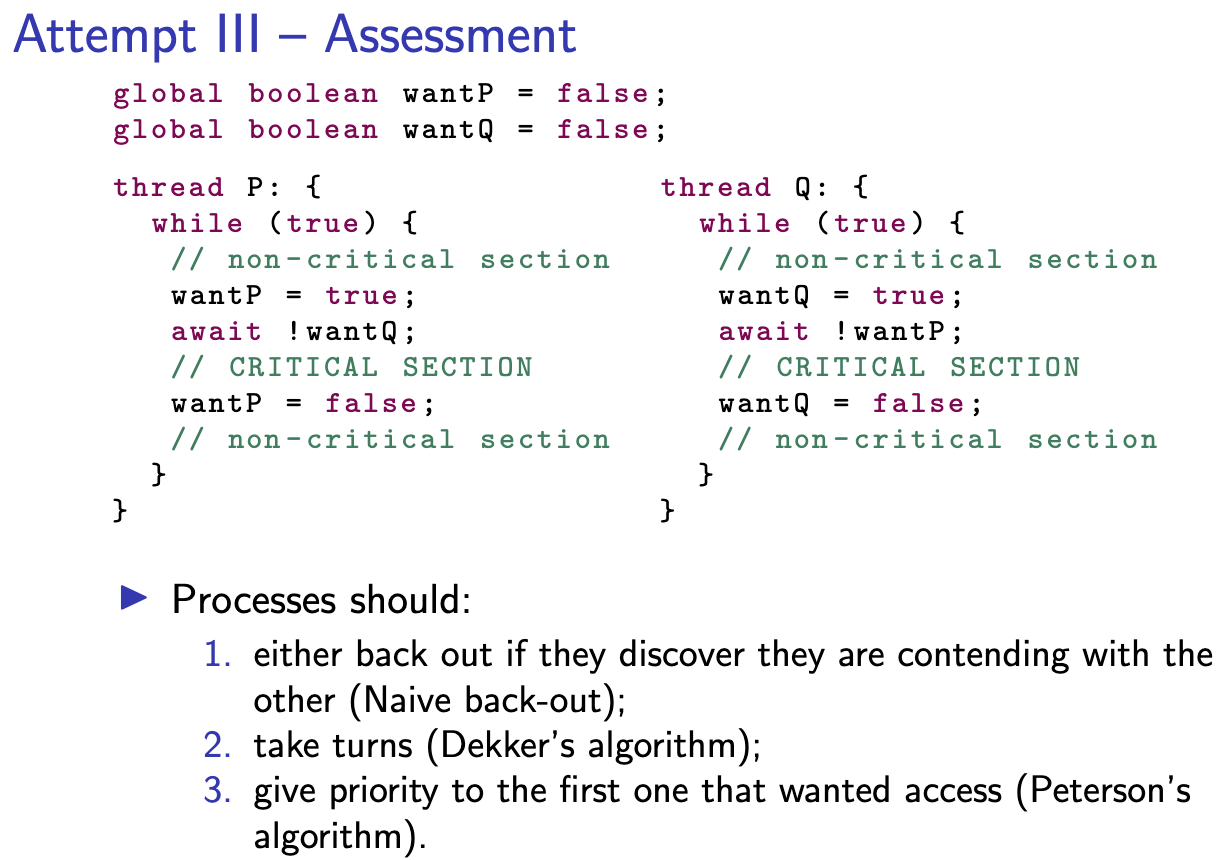 Attempt III – Assessment
global boolean wantP = false;
global boolean wantQ = false;
thread P: {
  while (true) {
   // non-critical section
   wantP = true;
   await !wantQ;
   // CRITICAL SECTION
   wantP = false;
   // non-critical section
  }
}
thread Q: {
  while (true) {
   // non-critical section
   wantQ = true;
   await !wantP;
   // CRITICAL SECTION
   wantQ = false;
   // non-critical section
  }
}
▶ Processes should:
1. either back out if they discover they are contending with the
other (Naive back-out);
2. take turns (Dekker's algorithm);
3. give priority to the first one that wanted access (Peterson's
algorithm).